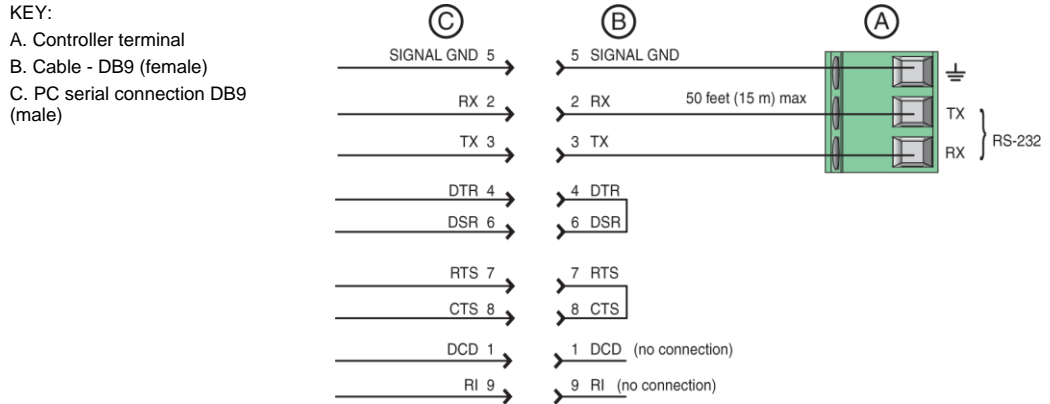 KEY:
A. Controller terminal
B. Cable - DB9 (female)
C. PC serial connection DB9
(male)
C B A
SIGNAL GND 5 5 SIGNAL GND
RX 2 2 RX 50 feet (15 m) max TX
TX 3 3 TX RX
RS-232
DTR 4 4 DTR
DSR 6 6 DSR
RTS 7 7 RTS
CTS 8 8 CTS
DCD 1 1 DCD (no connection)
RI 9 9 RI (no connection)